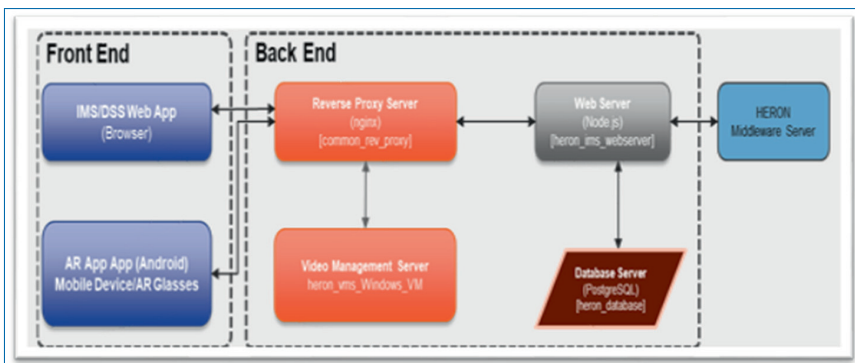 Front End
Back End
IMS/DSS Web App
(Browser)
Reverse Proxy Server
(nginx)
[common_rev_proxy]
Web Server
(Node.js)
[heron_ims_webserver]
HERON
Middleware Server
AR App App (Android)
Mobile Device/AR Glasses
Video Management Server
heron_vms_Windows_VM
Database Server
(PostgreSQL)
[heron_database]